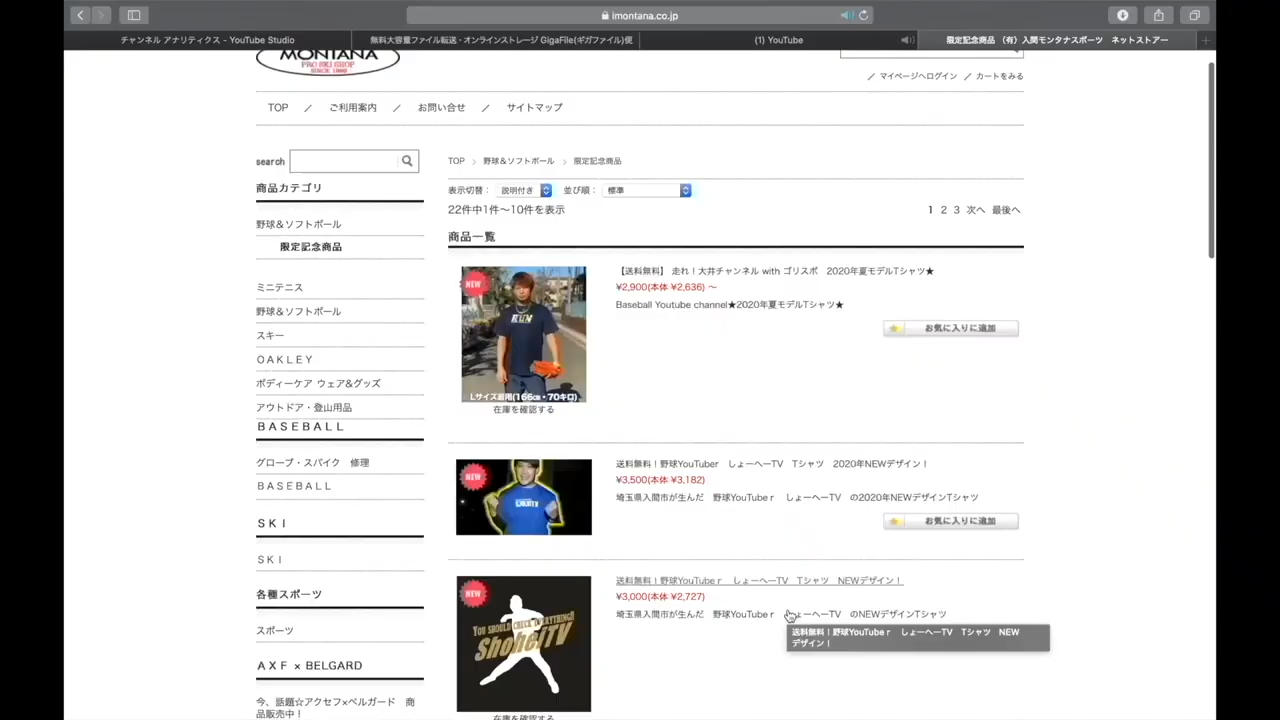 imontana.co.jp
チャンネル アナリティクス - YouTube Studio
無料大容量ファイル転送・オンラインストレージ GigaFile(ギガファイル)便
(1) YouTube
限定記念商品 （有）入間モンタナスポーツ ネットストアー
MONTANA
PRO SKI SHOP
／ マイページへログイン ／ カートをみる
TOP ／ ご利用案内 ／ お問い合せ ／ サイトマップ
search
商品カテゴリ
野球＆ソフトボール
限定記念商品
ミニテニス
野球＆ソフトボール
スキー
ＯＡＫＬＥＹ
ボディーケア ウェア&グッズ
アウトドア・登山用品
ＢＡＳＥＢＡＬＬ
グローブ・スパイク 修理
ＢＡＳＥＢＡＬＬ
ＳＫＩ
ＳＫＩ
各種スポーツ
スポーツ
ＡＸＦ × BELGARD
今、話題☆アクセフ×ベルガード 商
品販売中！
TOP > 野球＆ソフトボール > 限定記念商品
表示切替： 説明付き 並び順： 標準
22件中1件〜10件を表示
1 2 3 次へ 最後へ
商品一覧
NEW
RUN
Lサイズ着用(166㎝・70キロ)
在庫を確認する
【送料無料】 走れ！大井チャンネル with ゴリスポ 2020年夏モデルTシャツ★
¥2,900(本体 ¥2,636) 〜
Baseball Youtube channel★2020年夏モデルTシャツ★
お気に入りに追加
NEW
送料無料！野球YouTuber しょーへーTV Tシャツ 2020年NEWデザイン！
¥3,500(本体 ¥3,182)
埼玉県入間市が生んだ 野球YouTubeｒ しょーへーTV の2020年NEWデザインTシャツ
お気に入りに追加
NEW
YOU SHOULD CHECK EVERYTHING!!
ShoheiTV
在庫を確認する
送料無料！野球YouTubeｒ しょーへーTV Tシャツ NEWデザイン！
¥3,000(本体 ¥2,727)
埼玉県入間市が生んだ 野球YouTubeｒ しょーへーTV のNEWデザインTシャツ
送料無料！野球YouTubeｒ しょーへーTV Tシャツ NEW
デザイン！